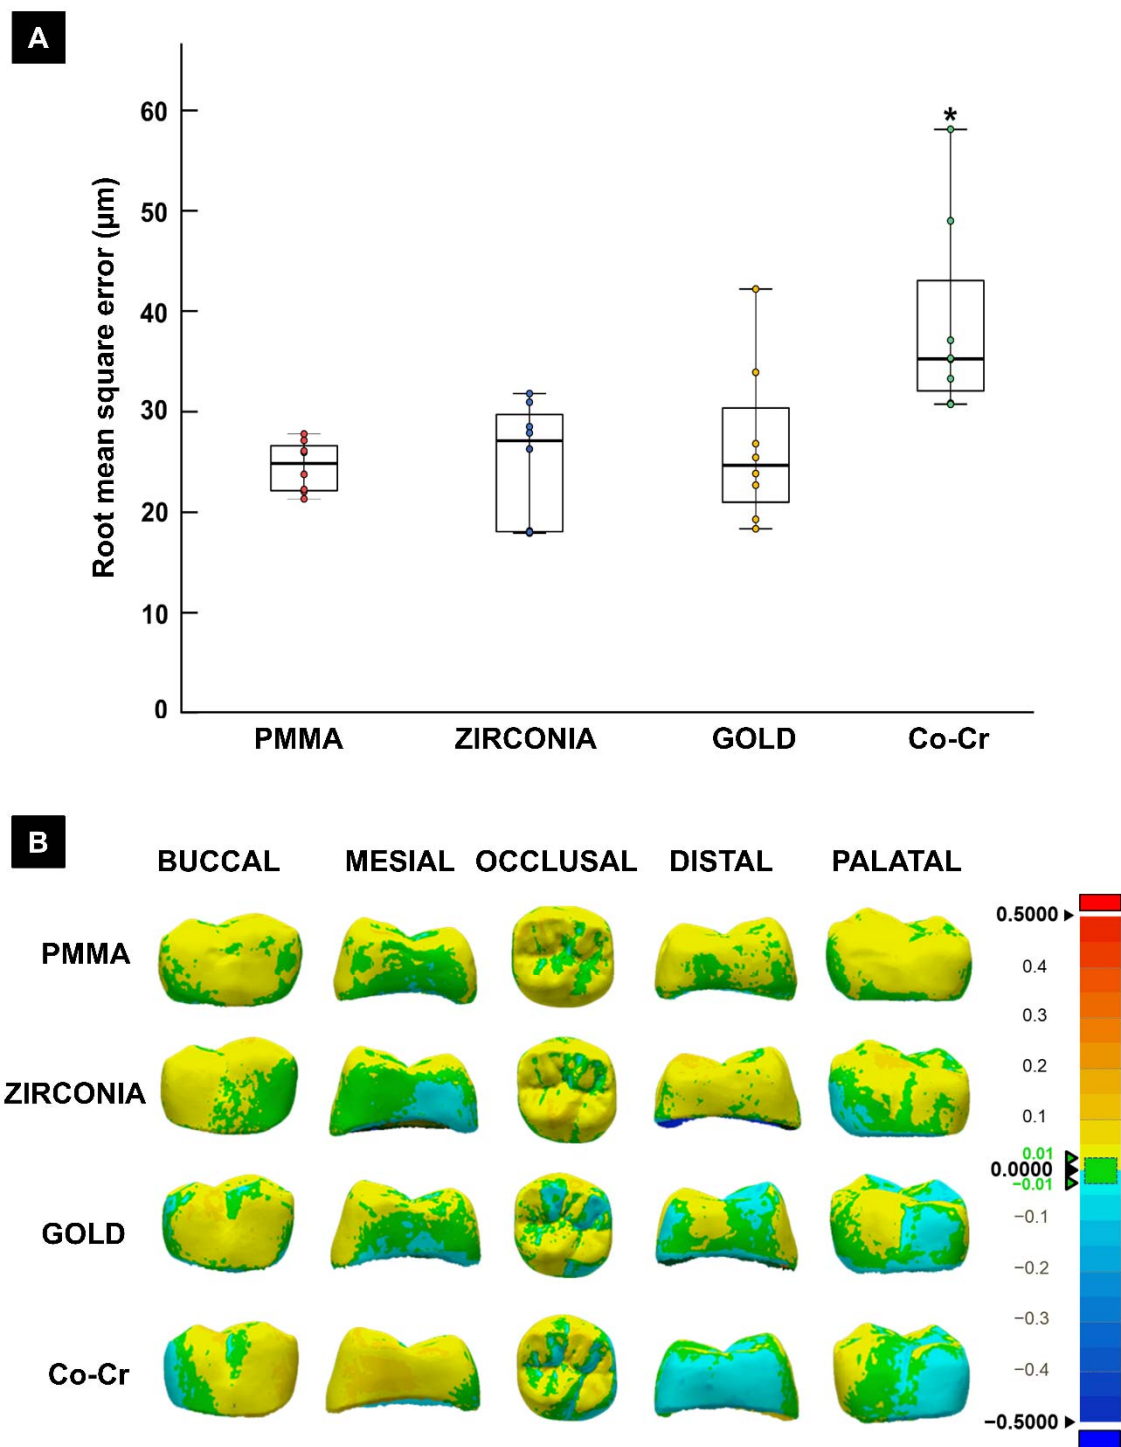 A
Root mean square error (μm)
60
50
40
30
20
10
0
*
PMMA ZIRCONIA GOLD Co-Cr
B
BUCCAL MESIAL OCCLUSAL DISTAL PALATAL
PMMA
ZIRCONIA
GOLD
Co-Cr
0.5000
0.4
0.3
0.2
0.1
0.01
0.0000
−0.01
−0.1
−0.2
−0.3
−0.4
−0.5000